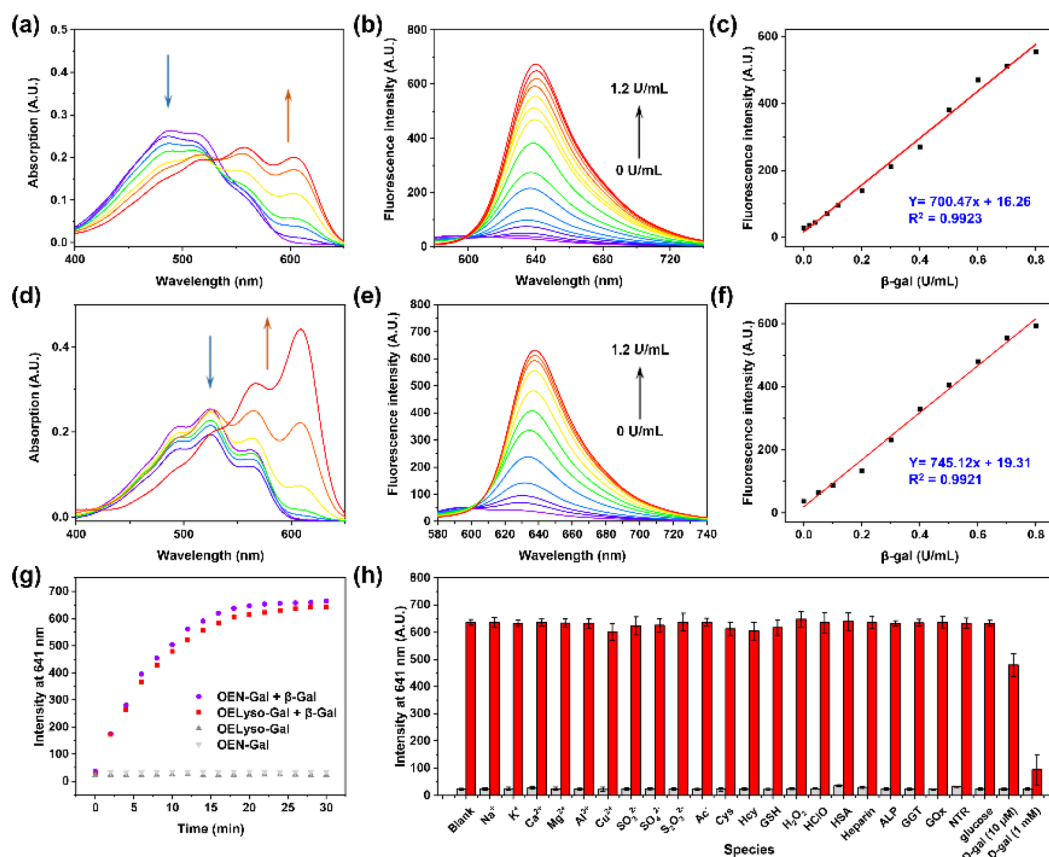 (a)
0.5
0.4
0.3
0.2
0.1
0.0
Absorption (A.U.)
400
500
600
Wavelength (nm)
(b)
800
700
600
500
400
300
200
100
0
Fluorescence intensity (A.U.)
1.2 U/mL
0 U/mL
600
640
680
720
Wavelength (nm)
(c)
600
400
200
0
Fluorescence intensity (A.U.)
Y= 700.47x + 16.26
R² = 0.9923
0.0
0.2
0.4
0.6
0.8
β-gal (U/mL)
(d)
0.4
0.2
0.0
Absorption (A.U.)
400
500
600
Wavelength (nm)
(e)
800
700
600
500
400
300
200
100
0
Fluorescence intensity (A.U.)
1.2 U/mL
0 U/mL
580
600
620
640
660
680
700
720
740
Wavelength (nm)
(f)
600
400
200
0
Fluorescence intensity (A.U.)
Y= 745.12x + 19.31
R² = 0.9921
0.0
0.2
0.4
0.6
0.8
β-gal (U/mL)
(g)
800
700
600
500
400
300
200
100
0
Intensity at 641 nm
OEN-Gal + β-Gal
OELyso-Gal + β-Gal
OELyso-Gal
OEN-Gal
0
5
10
15
20
25
30
Time (min)
(h)
800
700
600
500
400
300
200
100
0
Intensity at 641 nm (A.U.)
Blank
Na⁺
K⁺
Ca²⁺
Mg²⁺
Al³⁺
Cu²⁺
SO₃²⁻
SO₄²⁻
S₂O₃²⁻
Ac⁻
Cys
Hcy
GSH
H₂O₂
HClO
HSA
Heparin
ALP
GGT
GOx
NTR
glucose
D-gal (10 μM)
D-gal (1 mM)
Species